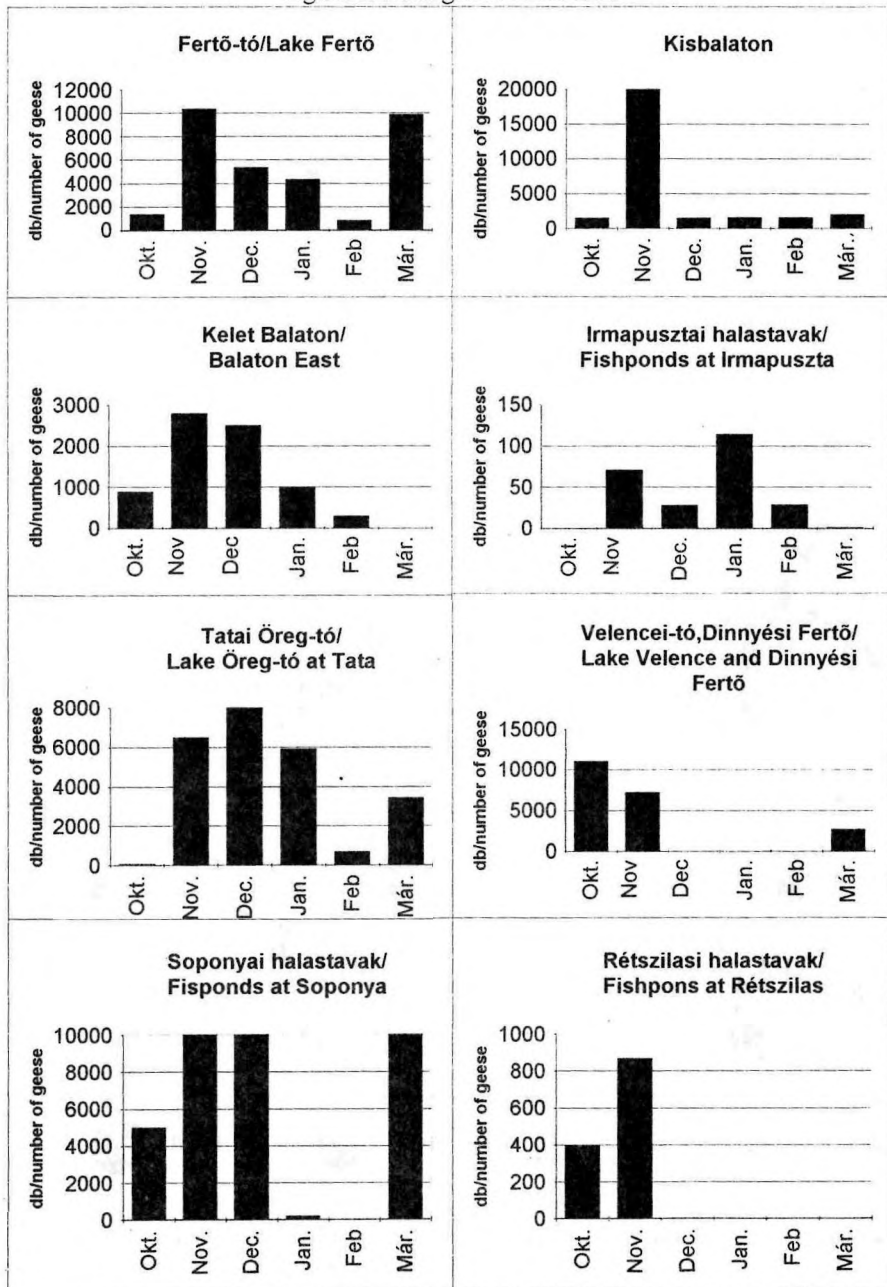 Fertõ-tó/Lake Fertõ
db/number of geese
12000
10000
8000
6000
4000
2000
0
Okt.
Nov.
Dec.
Jan.
Feb
Már.
Kisbalaton
db/number of geese
20000
15000
10000
5000
0
Okt.
Nov.
Dec.
Jan.
Feb
Már..
Kelet Balaton/
Balaton East
db/number of geese
3000
2000
1000
0
Okt.
Nov
Dec
Jan.
Feb
Már.
Irmapusztai halastavak/
Fishponds at Irmapuszta
db/number of geese
150
100
50
0
Okt.
Nov
Dec.
Jan.
Feb
Már.
Tatai Öreg-tó/
Lake Öreg-tó at Tata
db/number of geese
8000
6000
4000
2000
0
Okt.
Nov.
Dec.
Jan.
Feb
Már.
Velencei-tó,Dinnyési Fertõ/
Lake Velence and Dinnyési
Fertõ
db/number of geese
15000
10000
5000
0
Okt.
Nov
Dec
Jan.
Feb
Már.
Soponyai halastavak/
Fisponds at Soponya
db/number of geese
10000
8000
6000
4000
2000
0
Okt.
Nov.
Dec.
Jan.
Feb
Már.
Rétszilasi halastavak/
Fishpons at Rétszilas
db/number of geese
1000
800
600
400
200
0
Okt.
Nov.
Dec.
Jan.
Feb
Már.